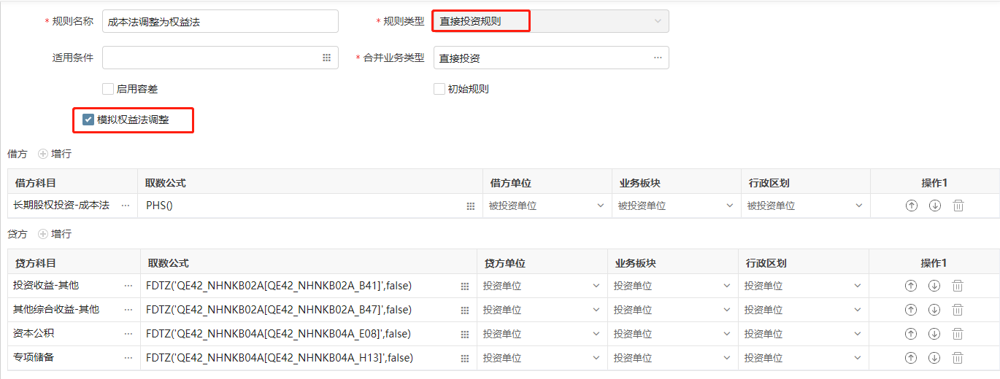 * 规则名称 成本法调整为权益法 * 规则类型 直接投资规则
适用条件 * 合并业务类型 直接投资 ···
启用容差 初始规则
模拟权益法调整
借方 增行
借方科目 取数公式 借方单位 业务板块 行政区划 操作1
长期股权投资-成本法 ··· PHS() 被投资单位 被投资单位 被投资单位
贷方 增行
贷方科目 取数公式 贷方单位 业务板块 行政区划 操作1
投资收益-其他 ··· FDTZ('QE42_NHNKB02A[QE42_NHNKB02A_B41]',false) 投资单位 投资单位 投资单位
其他综合收益-其他 ··· FDTZ('QE42_NHNKB02A[QE42_NHNKB02A_B47]',false) 投资单位 投资单位 投资单位
资本公积 ··· FDTZ('QE42_NHNKB04A[QE42_NHNKB04A_E08]',false) 投资单位 投资单位 投资单位
专项储备 ··· FDTZ('QE42_NHNKB04A[QE42_NHNKB04A_H13]',false) 投资单位 投资单位 投资单位